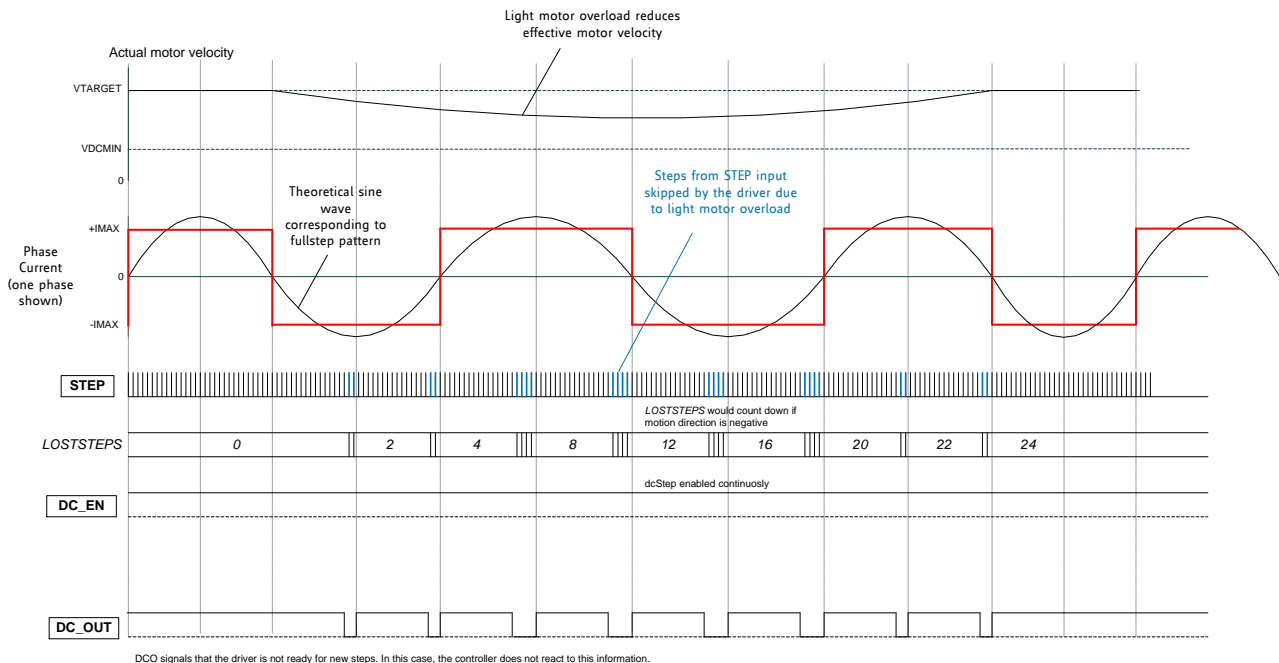 Light motor overload reduces
effective motor velocity
Actual motor velocity
VTARGET
VDCMIN
0
Steps from STEP input
skipped by the driver due
to light motor overload
Theoretical sine
wave
corresponding to
fullstep pattern
+IMAX
Phase
Current
(one phase
shown)
0
-IMAX
STEP
LOSTSTEPS would count down if
motion direction is negative
LOSTSTEPS 0 2 4 8 12 16 20 22 24
dcStep enabled continuosly
DC_EN
DC_OUT
DCO signals that the driver is not ready for new steps. In this case, the controller does not react to this information.